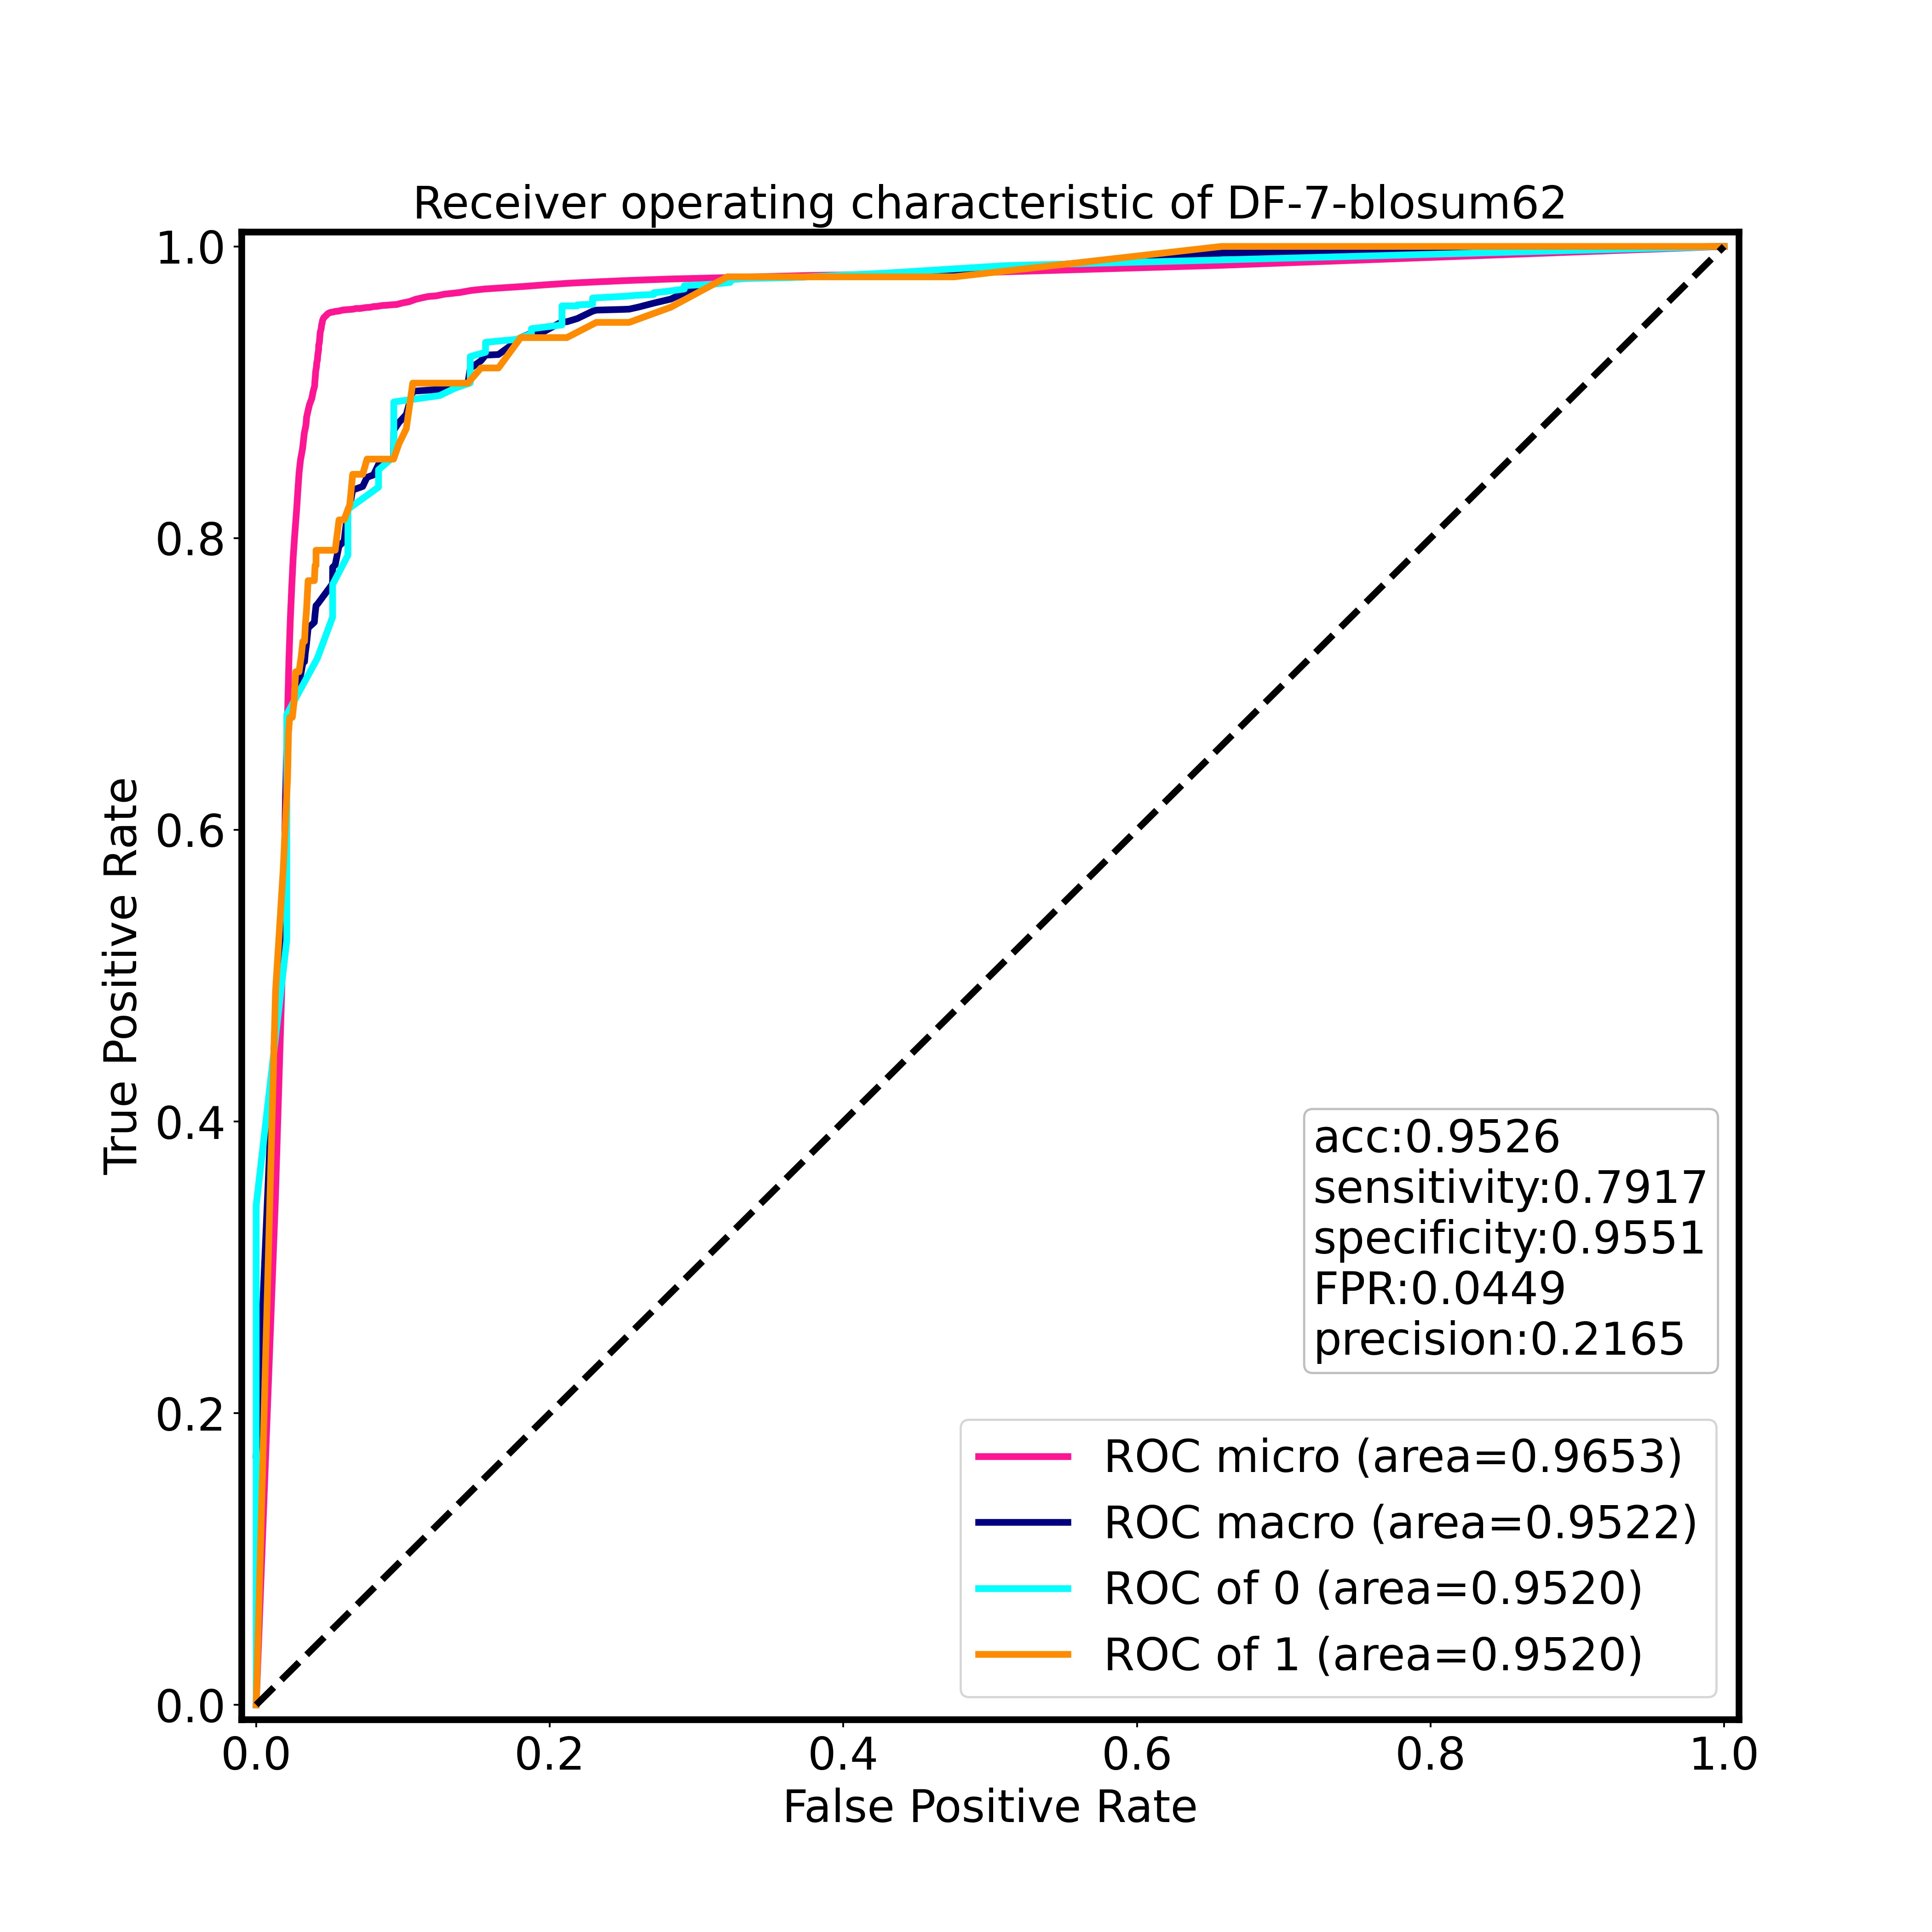 Receiver operating characteristic of DF-7-blosum62
1.0
0.8
0.6
0.4
0.2
0.0
True Positive Rate
acc:0.9526
sensitivity:0.7917
specificity:0.9551
FPR:0.0449
precision:0.2165
ROC micro (area=0.9653)
ROC macro (area=0.9522)
ROC of 0 (area=0.9520)
ROC of 1 (area=0.9520)
0.0 0.2 0.4 0.6 0.8 1.0
False Positive Rate